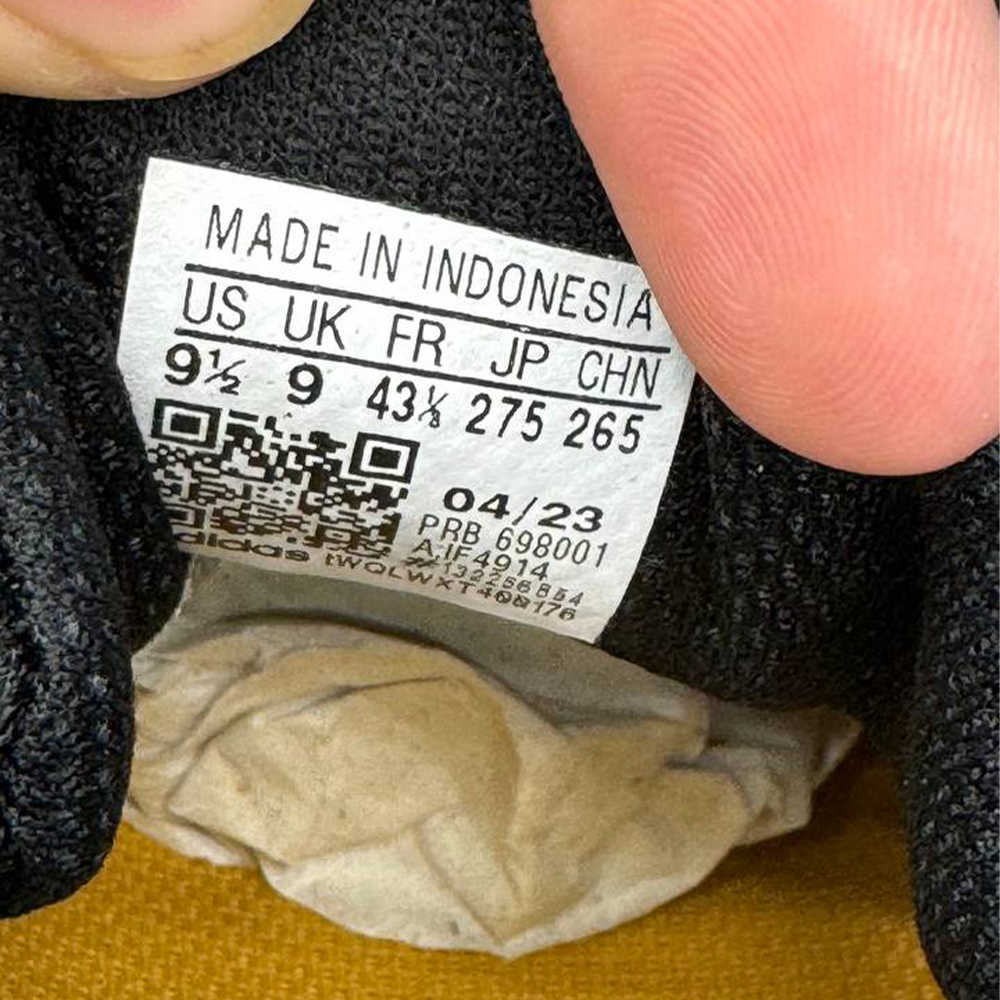 MADE IN INDONESIA
US UK FR JP CHN
9½ 9 43⅓ 275 265
04/23
PRB 698001
A:IF4914
adidas